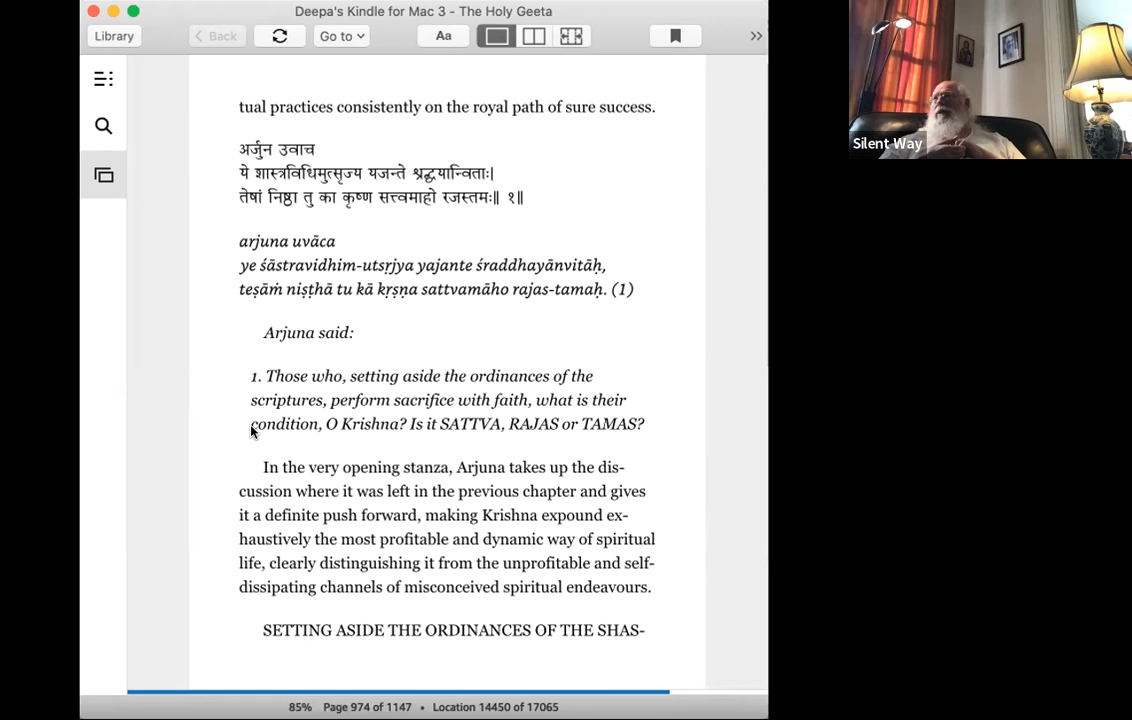 Deepa's Kindle for Mac 3 - The Holy Geeta
Library
Back
Go to
Aa
tual practices consistently on the royal path of sure success.
अर्जुन उवाच
ये शास्त्रविधिमुत्सृज्य यजन्ते श्रद्धयान्विताः।
तेषां निष्ठा तु का कृष्ण सत्त्वमाहो रजस्तमः॥ १॥
arjuna uvāca
ye śāstravidhim-utsṛjya yajante śraddhayānvitāḥ,
teṣāṁ niṣṭhā tu kā kṛṣṇa sattvamāho rajas-tamaḥ. (1)
Arjuna said:
1. Those who, setting aside the ordinances of the
scriptures, perform sacrifice with faith, what is their
condition, O Krishna? Is it SATTVA, RAJAS or TAMAS?
In the very opening stanza, Arjuna takes up the dis-
cussion where it was left in the previous chapter and gives
it a definite push forward, making Krishna expound ex-
haustively the most profitable and dynamic way of spiritual
life, clearly distinguishing it from the unprofitable and self-
dissipating channels of misconceived spiritual endeavours.
SETTING ASIDE THE ORDINANCES OF THE SHAS-
85% Page 974 of 1147 • Location 14450 of 17065
Silent Way